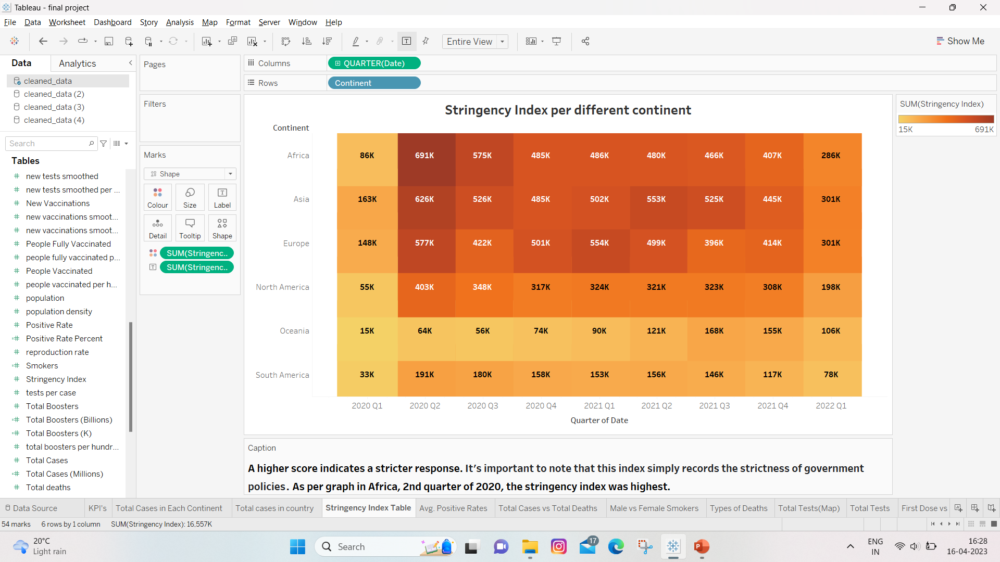 Tableau - final project
File Data Worksheet Dashboard Story Analysis Map Format Server Window Help
Entire View
Show Me
Data Analytics
cleaned_data
cleaned_data (2)
cleaned_data (3)
cleaned_data (4)
Search
Tables
new tests smoothed
new tests smoothed per ...
New Vaccinations
new vaccinations smoot...
new vaccinations smoot...
People Fully Vaccinated
people fully vaccinated p...
People Vaccinated
people vaccinated per h...
population
population density
Positive Rate
Positive Rate Percent
reproduction rate
Smokers
Stringency Index
tests per case
Total Boosters
Total Boosters (Billions)
Total Boosters (K)
total boosters per hundr...
Total Cases
Total Cases (Millions)
Total deaths
Pages
Filters
Marks
Shape
Colour Size Label
Detail Tooltip Shape
SUM(Stringenc..
SUM(Stringenc..
Columns QUARTER(Date)
Rows Continent
Stringency Index per different continent
Continent
Africa 86K 691K 575K 485K 486K 480K 466K 407K 286K
Asia 163K 626K 526K 485K 502K 553K 525K 445K 301K
Europe 148K 577K 422K 501K 554K 499K 396K 414K 301K
North America 55K 403K 348K 317K 324K 321K 323K 308K 198K
Oceania 15K 64K 56K 74K 90K 121K 168K 155K 106K
South America 33K 191K 180K 158K 153K 156K 146K 117K 78K
2020 Q1 2020 Q2 2020 Q3 2020 Q4 2021 Q1 2021 Q2 2021 Q3 2021 Q4 2022 Q1
Quarter of Date
SUM(Stringency Index)
15K 691K
Caption
A higher score indicates a stricter response. It’s important to note that this index simply records the strictness of government
policies. As per graph in Africa, 2nd quarter of 2020, the stringency index was highest.
Data Source KPI's Total Cases in Each Continent Total cases in country Stringency Index Table Avg. Positive Rates Total Cases vs Total Deaths Male vs Female Smokers Types of Deaths Total Tests(Map) Total Tests First Dose vs
54 marks 6 rows by 1 column SUM(Stringency Index): 16,557K
20°C
Light rain
Search
17
ENG
IN
16:28
16-04-2023